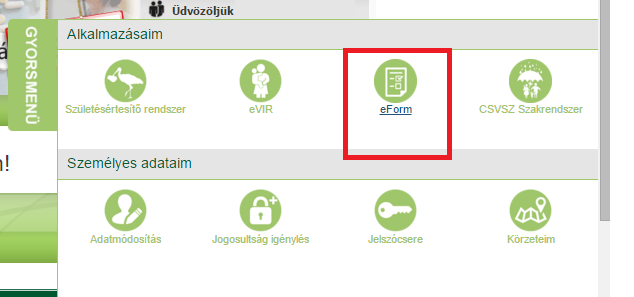 Üdvözöljük
GYORSMENÜ
Alkalmazásaim
Születésértesítő rendszer
eVIR
eForm
CSVSZ Szakrendszer
!
Személyes adataim
Adatmódosítás
Jogosultság igénylés
Jelszócsere
Körzeteim